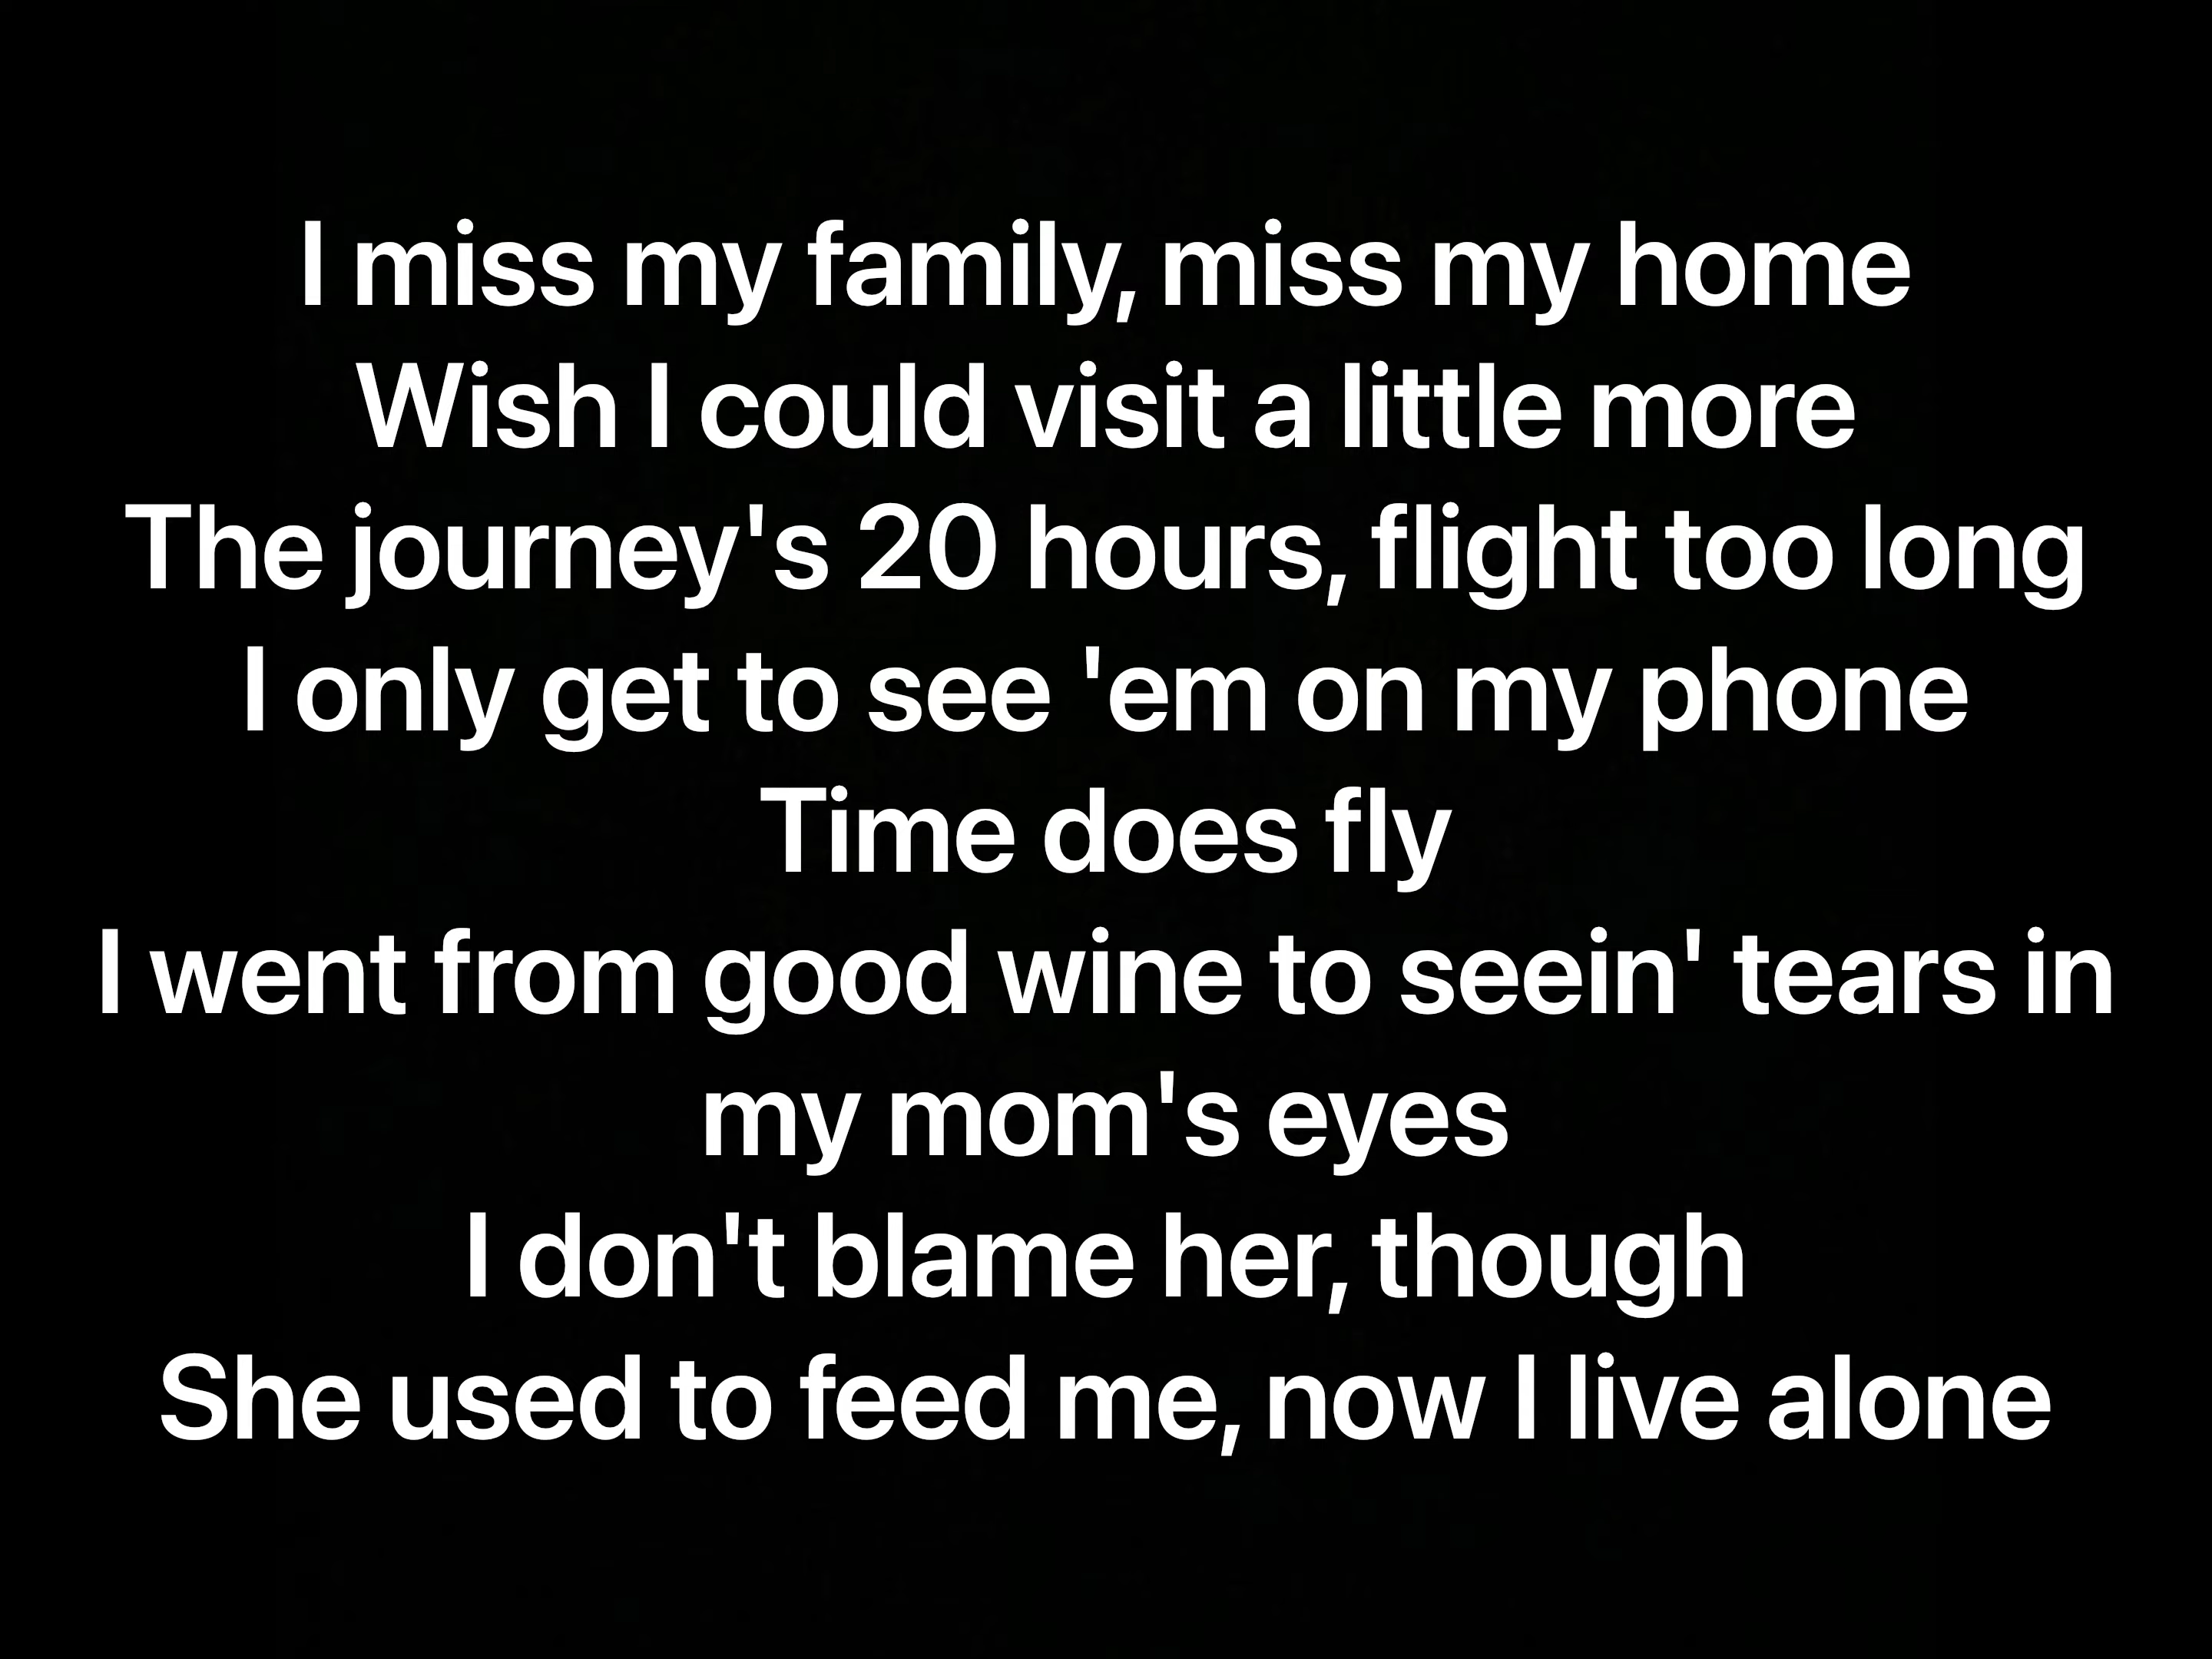 I miss my family, miss my home
Wish I could visit a little more
The journey's 20 hours, flight too long
I only get to see 'em on my phone
Time does fly
I went from good wine to seein' tears in
my mom's eyes
I don't blame her, though
She used to feed me, now I live alone